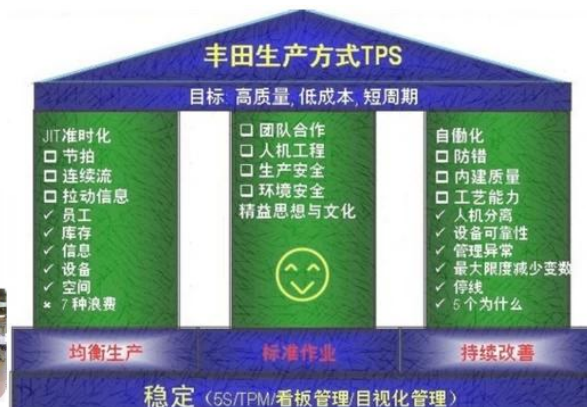 丰田生产方式TPS
目标: 高质量, 低成本, 短周期
JIT准时化
□ 节拍
□ 连续流
□ 拉动信息
✓ 员工
✓ 库存
✓ 信息
✓ 设备
✓ 空间
× 7 种浪费
□ 团队合作
□ 人机工程
□ 生产安全
□ 环境安全
精益思想与文化
自働化
□ 防错
□ 内建质量
□ 工艺能力
✓ 人机分离
✓ 设备可靠性
✓ 管理异常
✓ 最大限度减少变数
✓ 停线
✓ 5 个为什么
均衡生产
标准作业
持续改善
稳定（5S/TPM/看板管理/目视化管理）